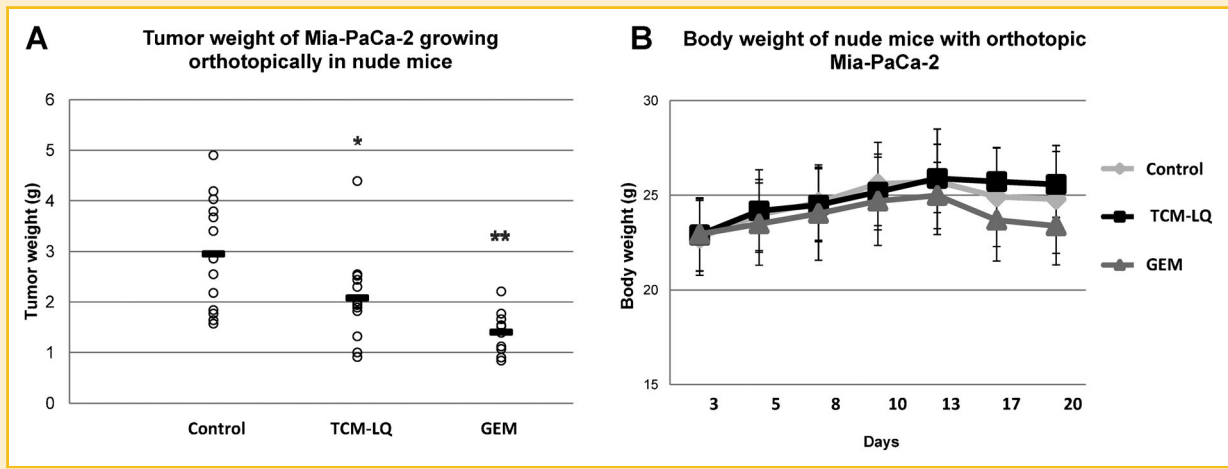 A
Tumor weight of Mia-PaCa-2 growing
orthotopically in nude mice
Tumor weight (g)
6
5
4
3
2
1
0
*
**
Control
TCM-LQ
GEM
B
Body weight of nude mice with orthotopic
Mia-PaCa-2
Body weight (g)
30
25
20
15
3 5 8 10 13 17 20
Days
Control
TCM-LQ
GEM